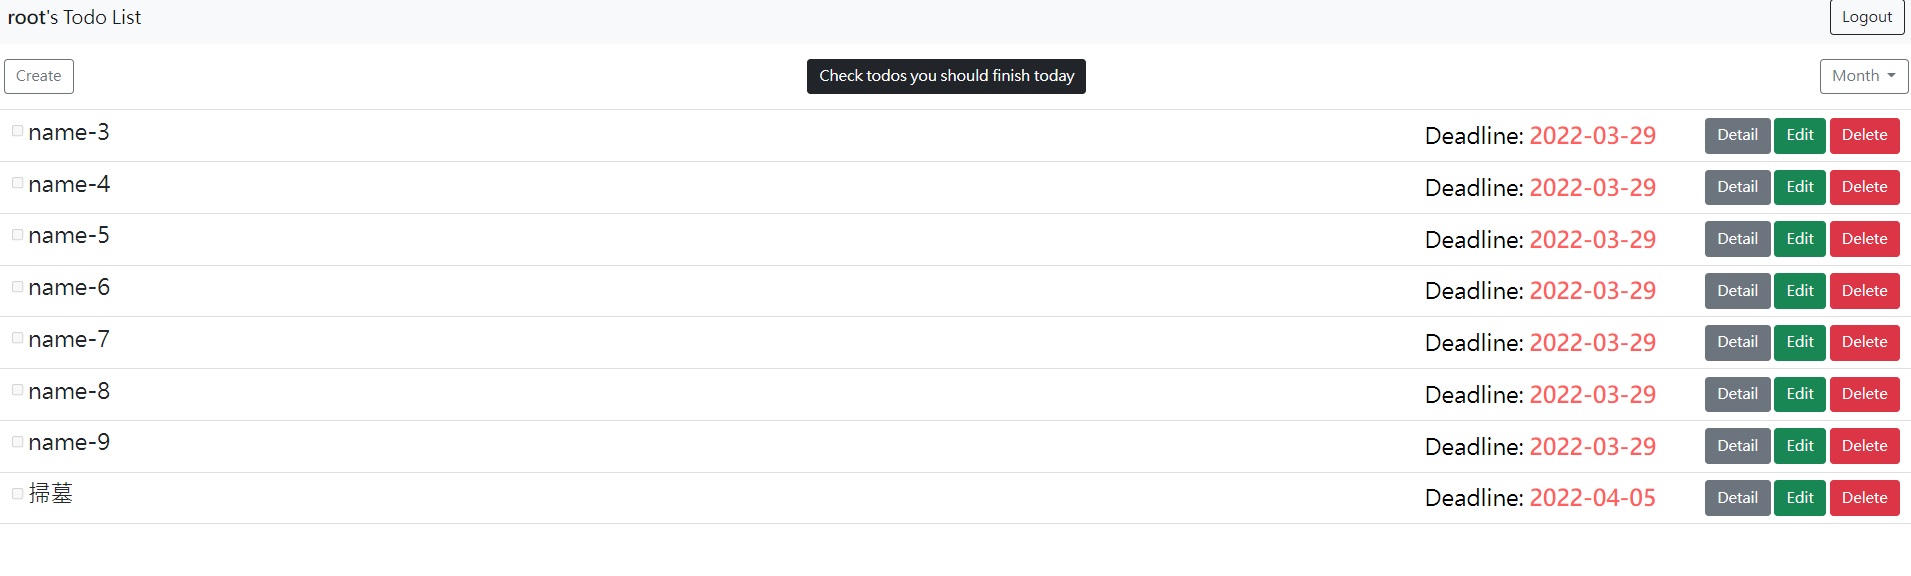 root's Todo List Logout
Create Check todos you should finish today Month
name-3 Deadline: 2022-03-29 Detail Edit Delete
name-4 Deadline: 2022-03-29 Detail Edit Delete
name-5 Deadline: 2022-03-29 Detail Edit Delete
name-6 Deadline: 2022-03-29 Detail Edit Delete
name-7 Deadline: 2022-03-29 Detail Edit Delete
name-8 Deadline: 2022-03-29 Detail Edit Delete
name-9 Deadline: 2022-03-29 Detail Edit Delete
掃墓 Deadline: 2022-04-05 Detail Edit Delete